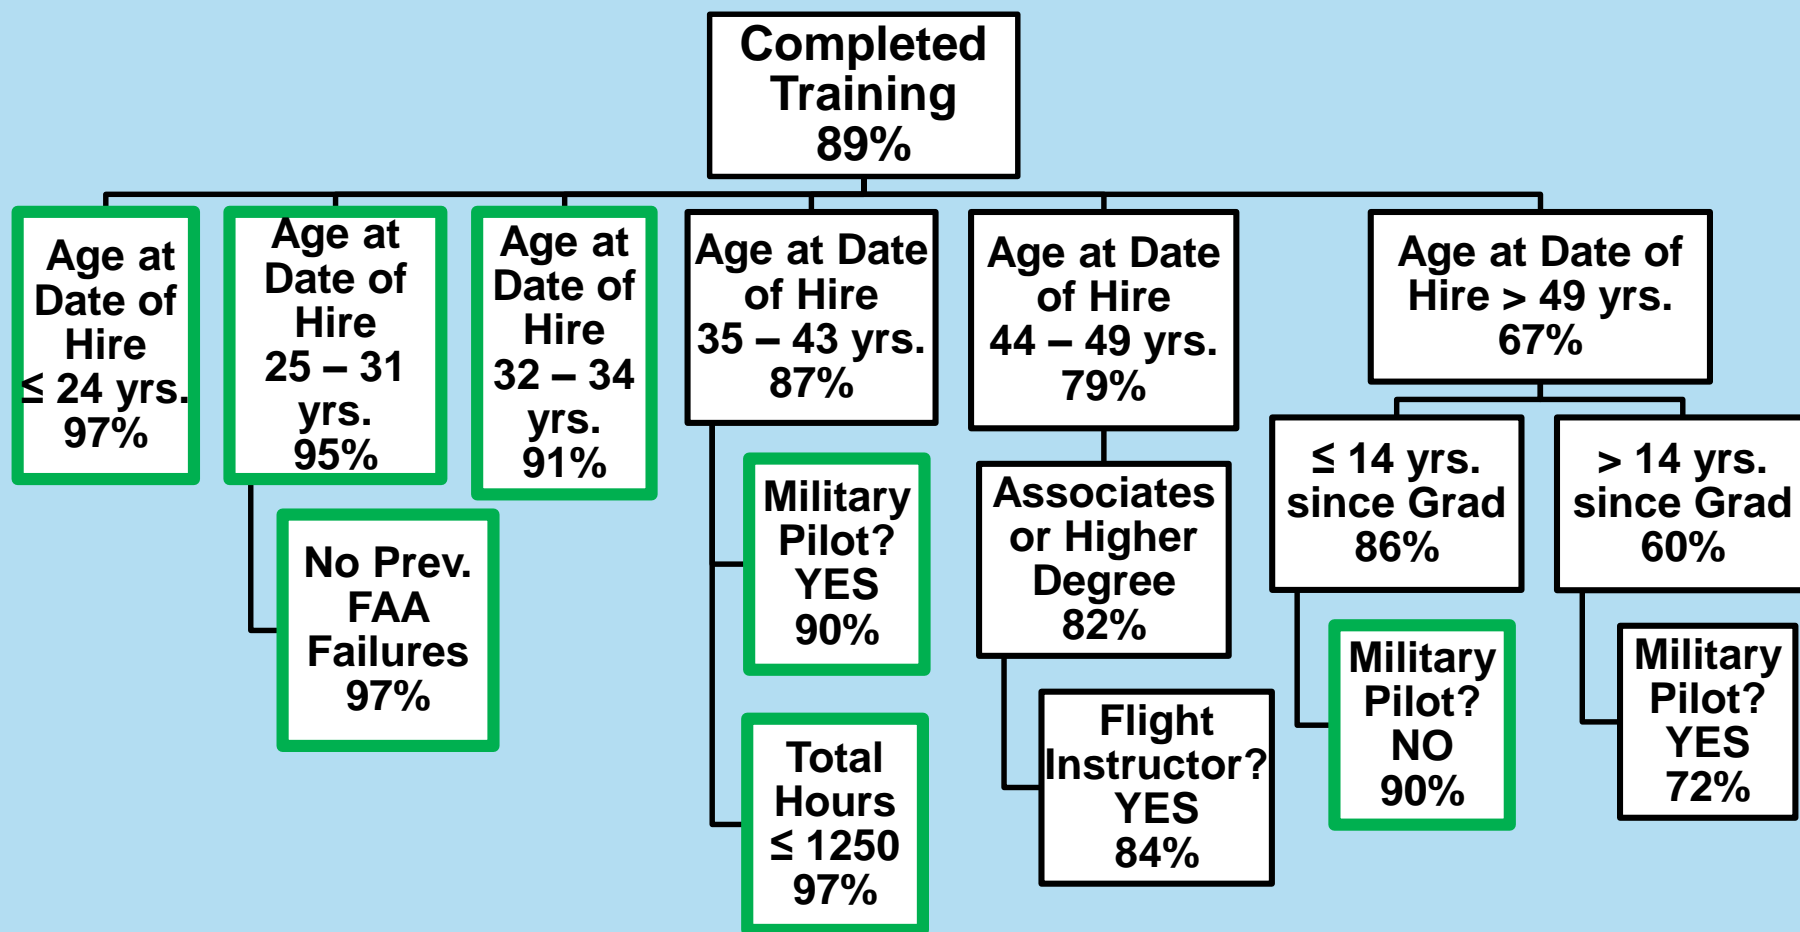 Completed
Training
89%
Age at
Date of
Hire
≤ 24 yrs.
97%
Age at
Date of
Hire
25 – 31
yrs.
95%
Age at
Date of
Hire
32 – 34
yrs.
91%
Age at Date
of Hire
35 – 43 yrs.
87%
Age at Date
of Hire
44 – 49 yrs.
79%
Age at Date of
Hire > 49 yrs.
67%
No Prev.
FAA
Failures
97%
Military
Pilot?
YES
90%
Total
Hours
≤ 1250
97%
Associates
or Higher
Degree
82%
Flight
Instructor?
YES
84%
≤ 14 yrs.
since Grad
86%
> 14 yrs.
since Grad
60%
Military
Pilot?
NO
90%
Military
Pilot?
YES
72%